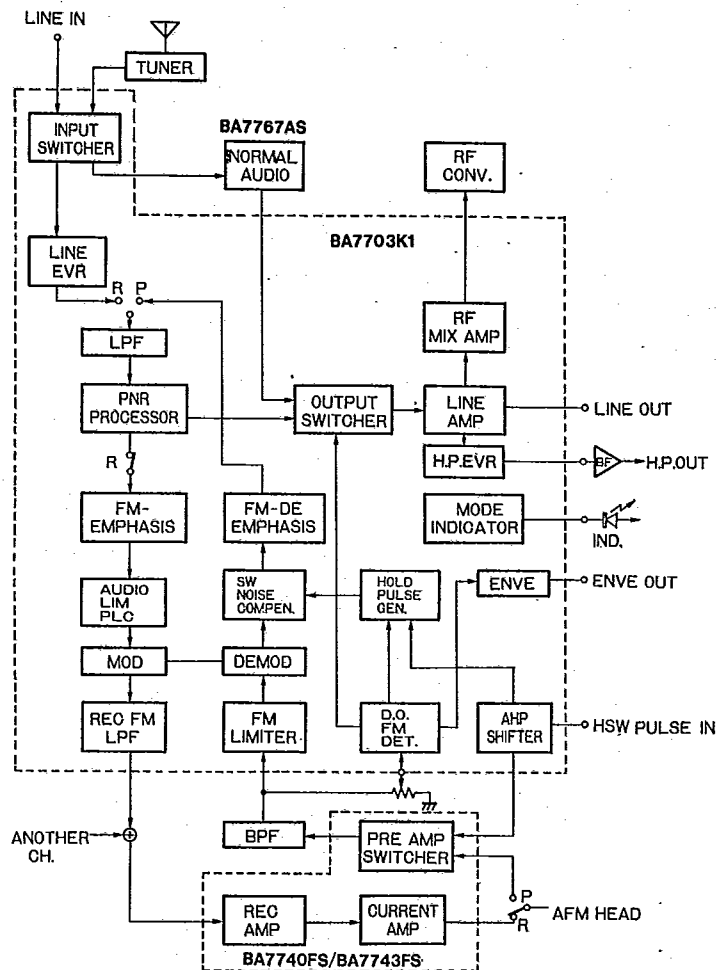 LINE IN
TUNER
INPUT
SWITCHER
BA7767AS
NORMAL
AUDIO
RF
CONV.
BA7703K1
LINE
EVR
R P
LPF
RF
MIX AMP
PNR
PROCESSOR
OUTPUT
SWITCHER
LINE
AMP
LINE OUT
R
H.P.EVR
BF
H.P.OUT
FM-
EMPHASIS
FM-DE
EMPHASIS
MODE
INDICATOR
IND.
AUDIO
LIM
PLC
SW
NOISE
COMPEN.
HOLD
PULSE
GEN.
ENVE
ENVE OUT
MOD
DEMOD
REC FM
LPF
FM
LIMITER
D.O.
FM
DET.
AHP
SHIFTER
HSW PULSE IN
ANOTHER
CH.
BPF
PRE AMP
SWITCHER
REC
AMP
CURRENT
AMP
P
R
AFM HEAD
BA7740FS/BA7743FS